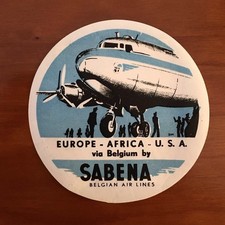 EUROPE - AFRICA - U. S. A.
via Belgium by
SABENA
BELGIAN AIR LINES